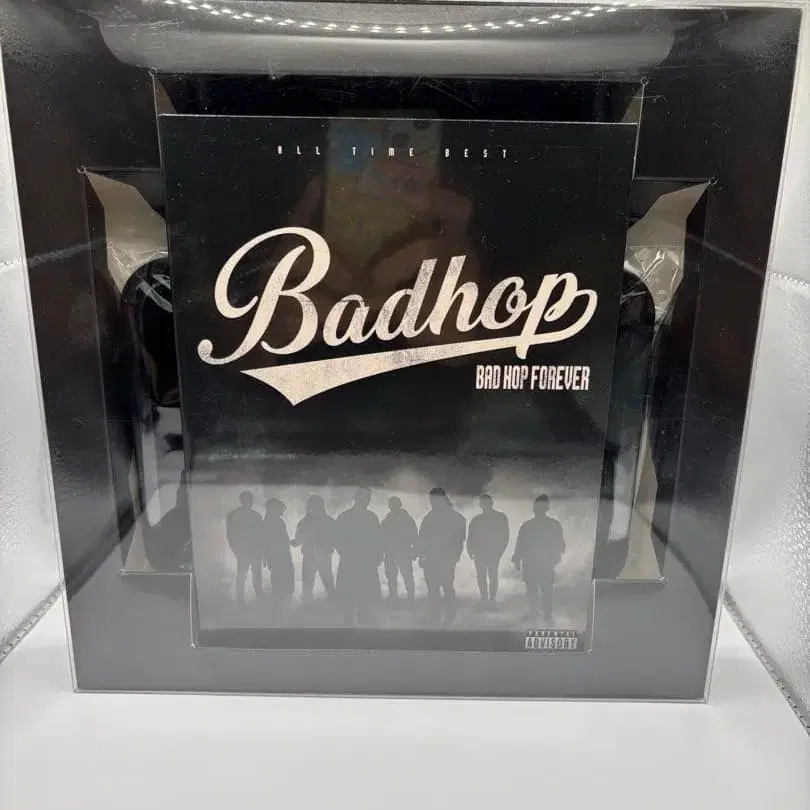 ALL TIME BEST
Badhop
BAD HOP FOREVER
PARENTAL
ADVISORY